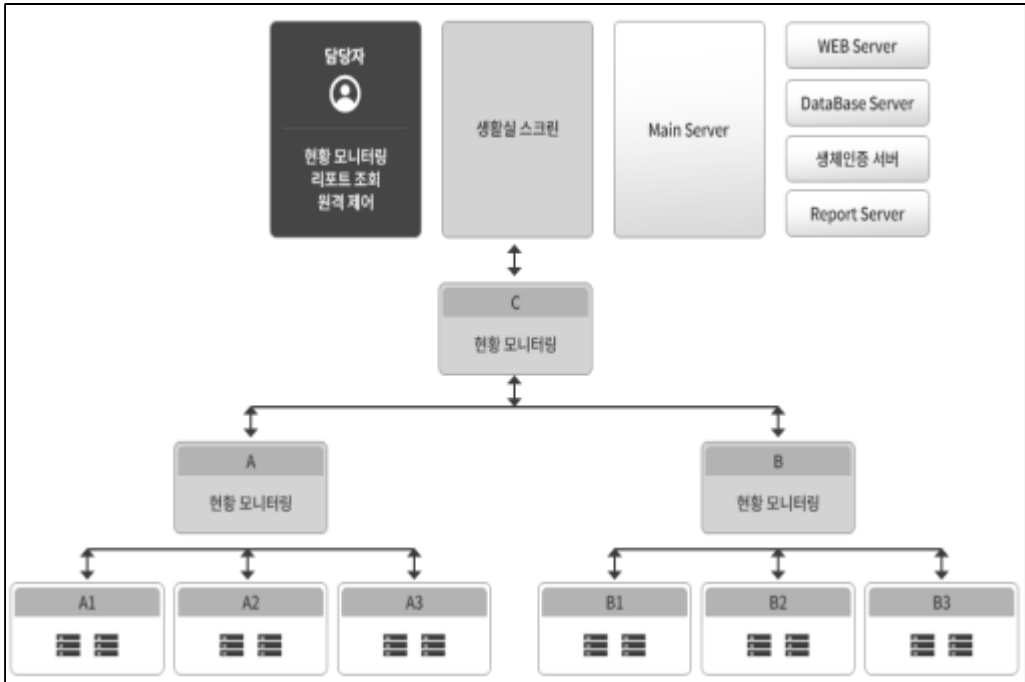 담당자
현황 모니터링
리포트 조회
원격 제어
생활실 스크린
Main Server
WEB Server
DataBase Server
생체인증 서버
Report Server
C
현황 모니터링
A
현황 모니터링
B
현황 모니터링
A1
A2
A3
B1
B2
B3